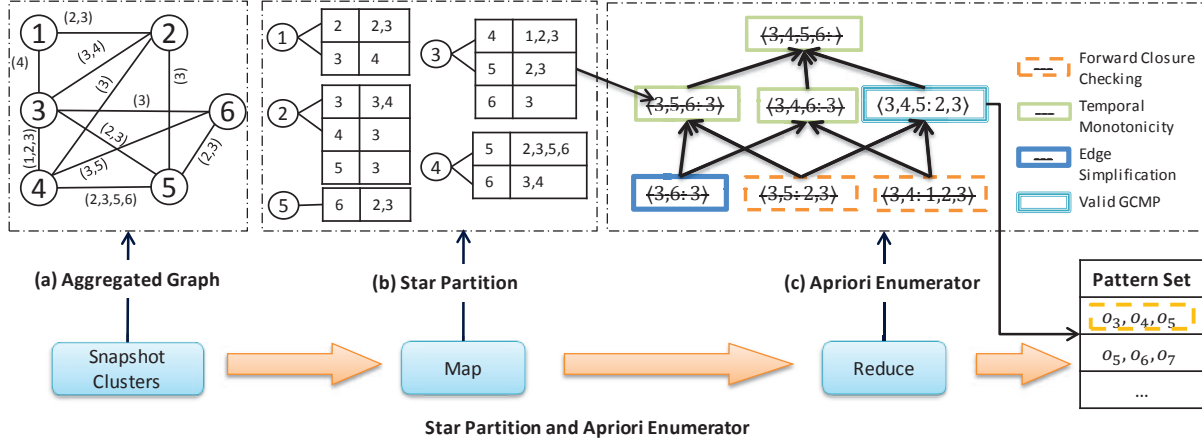 1
2
3
4
5
6
(2,3)
(4)
(3,4)
(3)
(3)
(3)
(1,2,3)
(2,3)
(3,5)
(2,3)
(2,3,5,6)
1
2 2,3
3 4
2
3 3,4
4 3
5 3
5
6 2,3
3
4 1,2,3
5 2,3
6 3
4
5 2,3,5,6
6 3,4
⟨3,4,5,6: ⟩
⟨3,5,6: 3⟩ ⟨3,4,6: 3⟩ ⟨3,4,5: 2,3⟩
⟨3,6: 3⟩ ⟨3,5: 2,3⟩ ⟨3,4: 1,2,3⟩
Forward Closure
Checking
Temporal
Monotonicity
Edge
Simplification
Valid GCMP
(a) Aggregated Graph
(b) Star Partition
(c) Apriori Enumerator
Snapshot
Clusters
Map
Reduce
Pattern Set
o₃, o₄, o₅
o₅, o₆, o₇
...
Star Partition and Apriori Enumerator